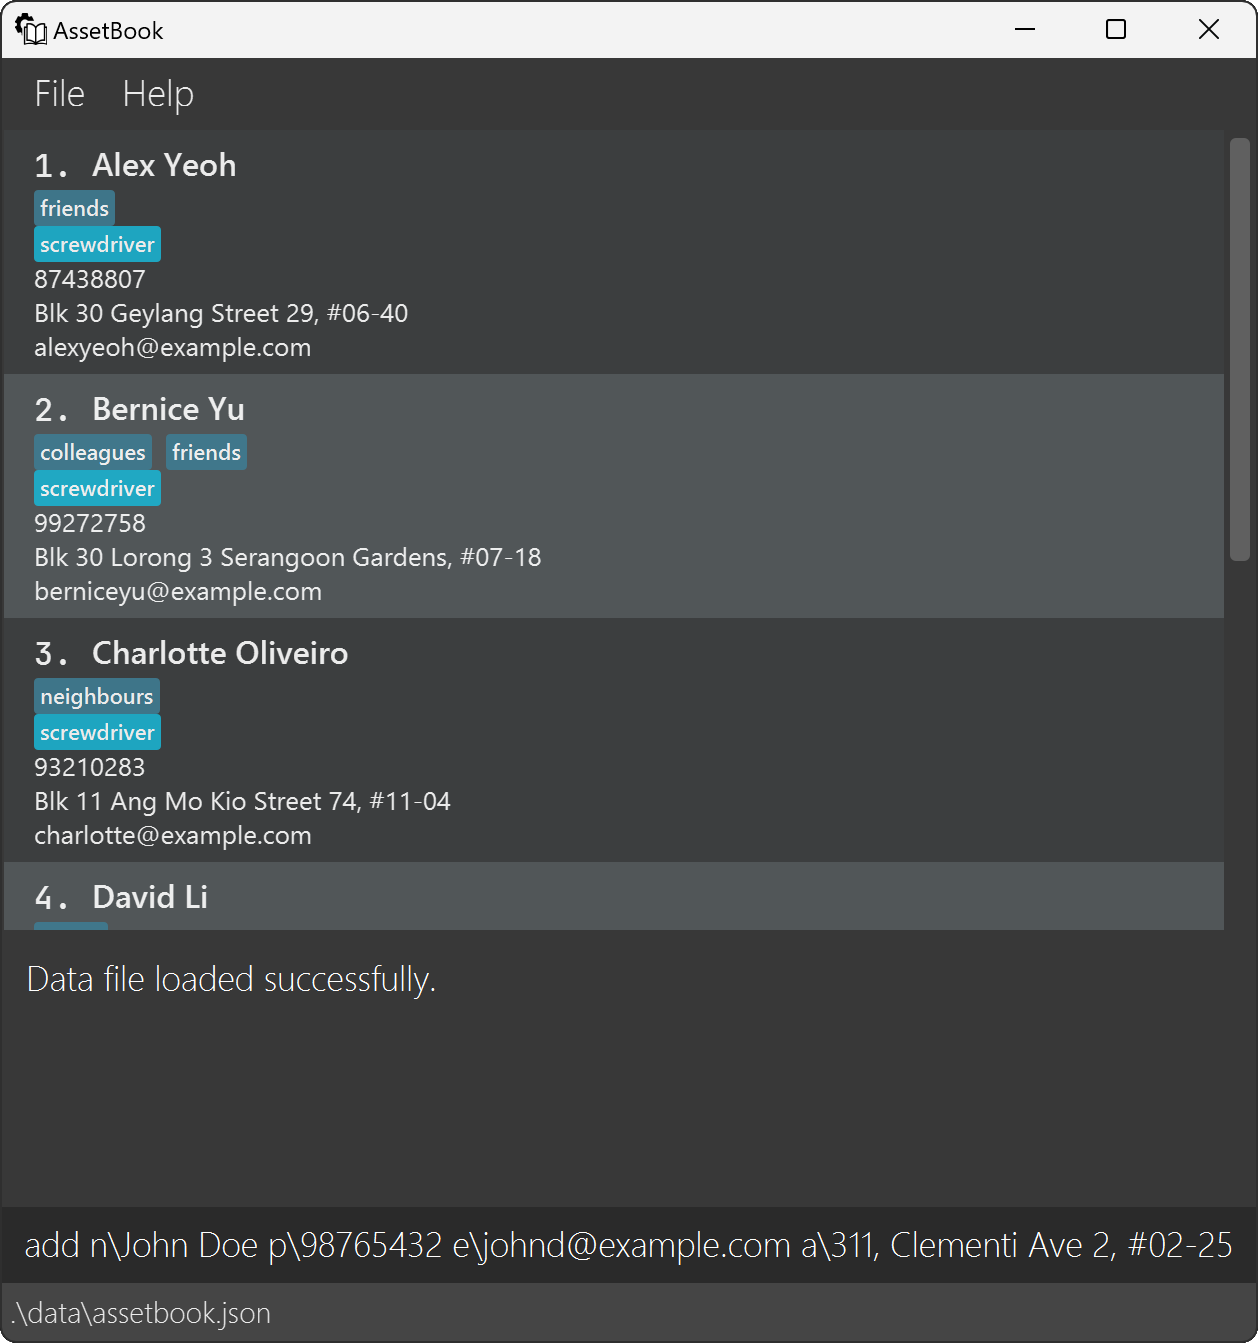 AssetBook
File Help
1. Alex Yeoh
friends
screwdriver
87438807
Blk 30 Geylang Street 29, #06-40
alexyeoh@example.com
2. Bernice Yu
colleagues friends
screwdriver
99272758
Blk 30 Lorong 3 Serangoon Gardens, #07-18
berniceyu@example.com
3. Charlotte Oliveiro
neighbours
screwdriver
93210283
Blk 11 Ang Mo Kio Street 74, #11-04
charlotte@example.com
4. David Li
Data file loaded successfully.
add n\John Doe p\98765432 e\johnd@example.com a\311, Clementi Ave 2, #02-25
.\data\assetbook.json